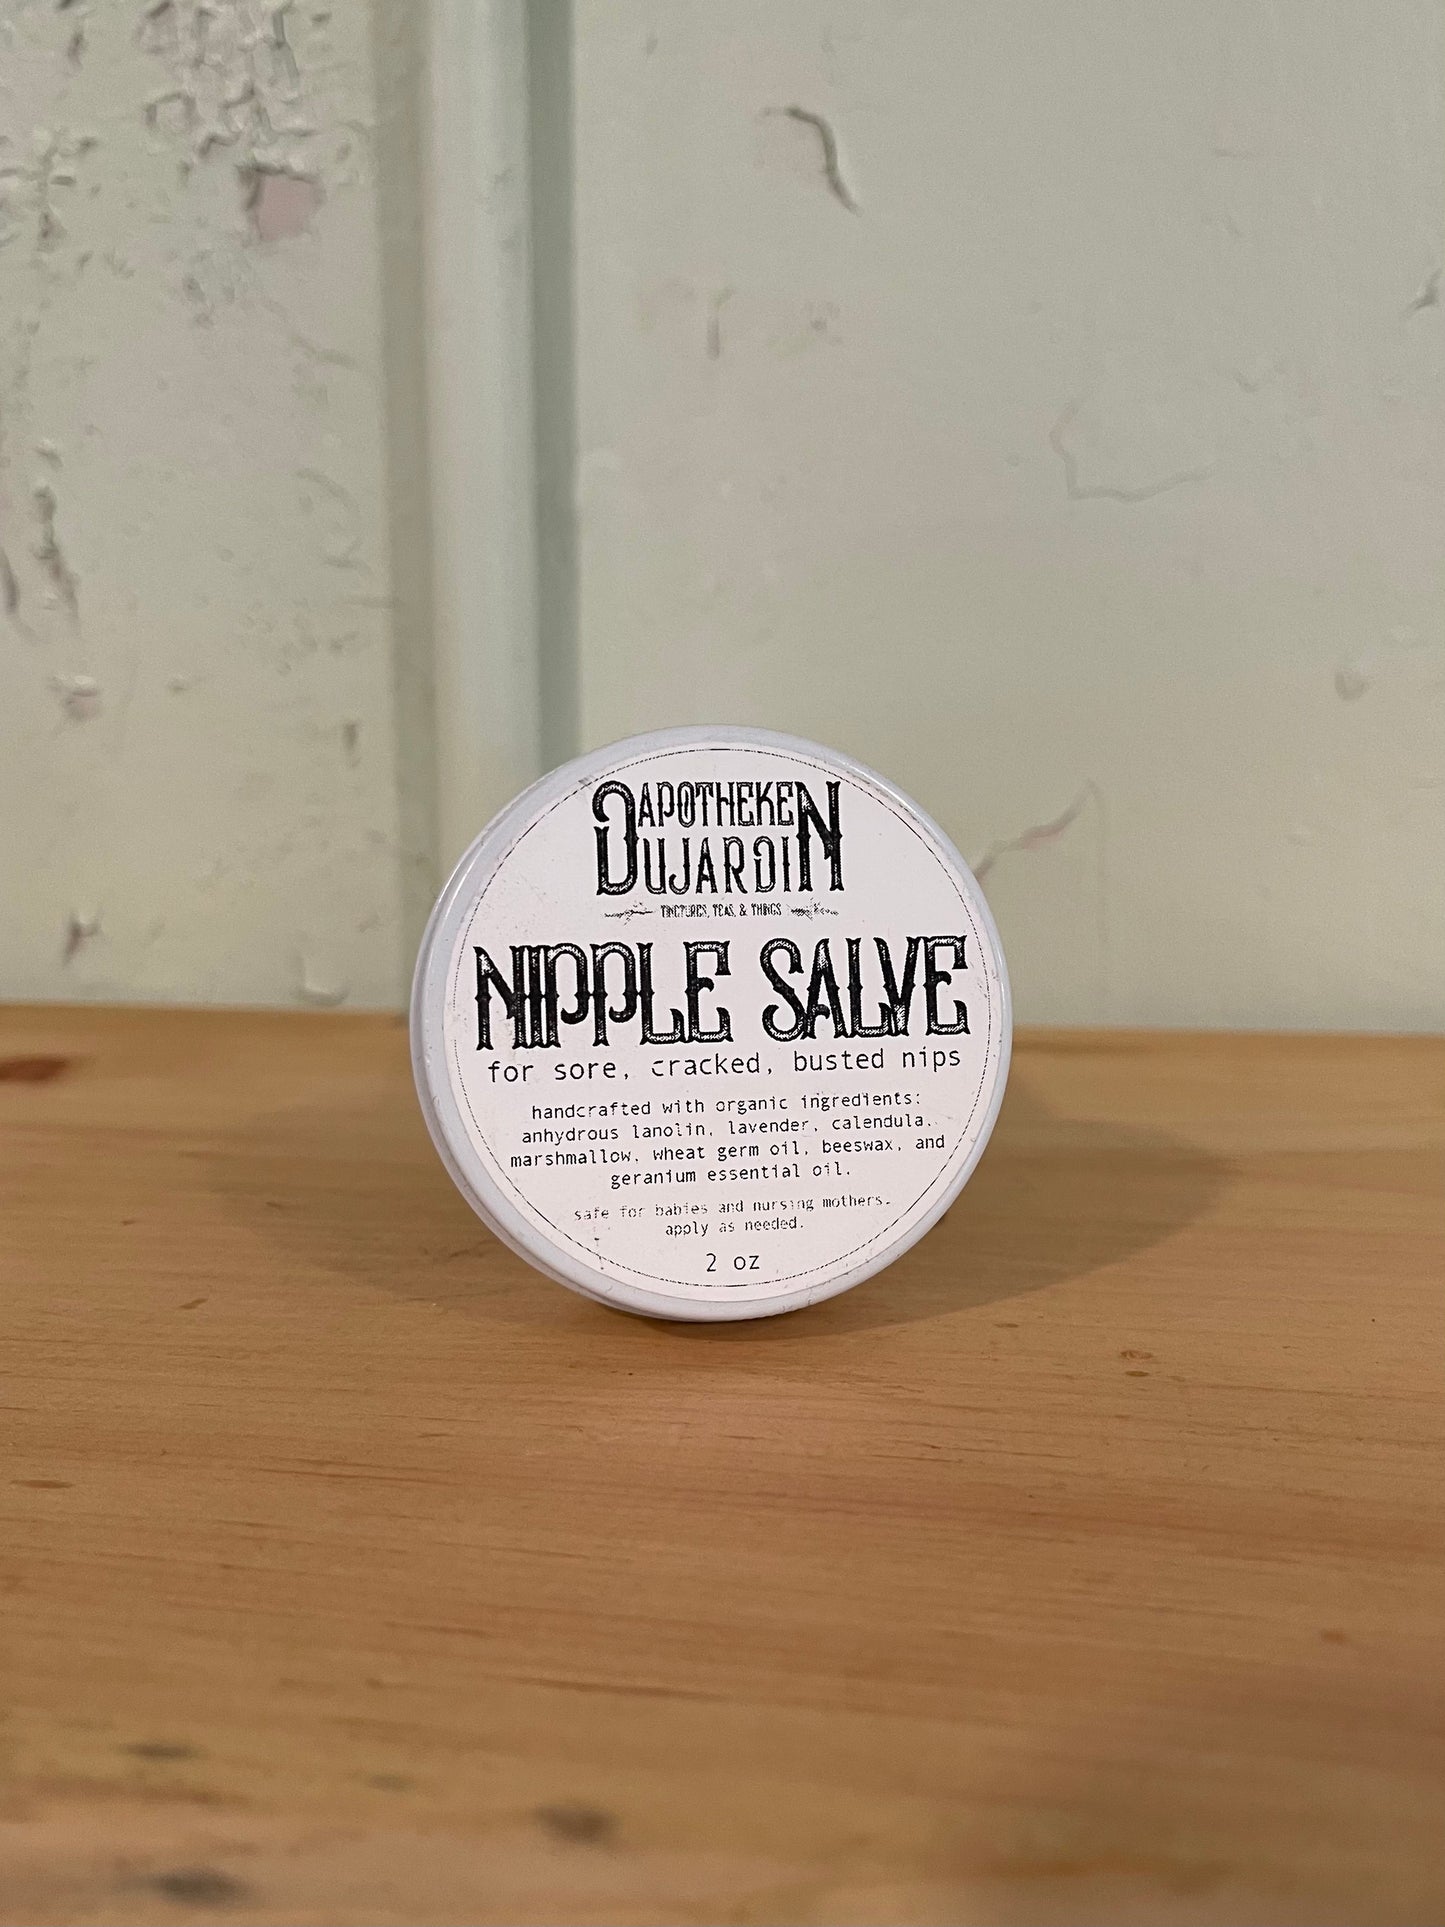 APOTHEKE
DUJARDIN
TINCTURES, TEAS, & THINGS
NIPPLE SALVE
for sore, cracked, busted nips
handcrafted with organic ingredients:
anhydrous lanolin, lavender, calendula,
marshmallow, wheat germ oil, beeswax, and
geranium essential oil.
safe for babies and nursing mothers.
apply as needed.
2 oz